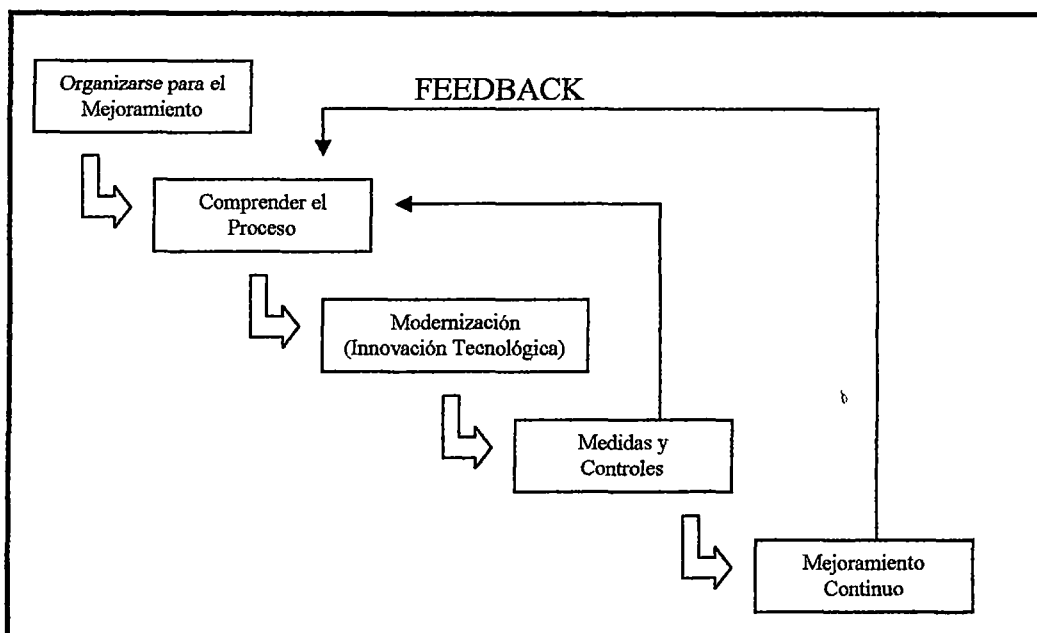 Organizarse para el
Mejoramiento
FEEDBACK
Comprender el
Proceso
Modernización
(Innovación Tecnológica)
Medidas y
Controles
Mejoramiento
Continuo